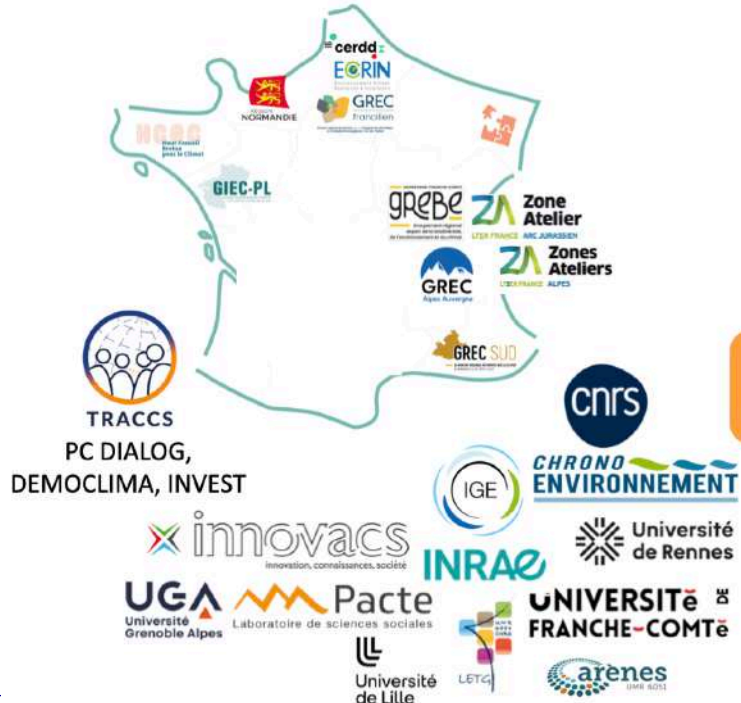 cerdd
ECRIN
GREC
francilien
RÉGION
NORMANDIE
HCBC
Haut Conseil
Breton
pour le Climat
GIEC-PL
GREBE
Zone
Atelier
LTSER FRANCE ARC JURASSIEN
Zones
Ateliers
LTSER FRANCE ALPES
GREC
Alpes Auvergne
GREC SUD
TRACCS
PC DIALOG,
DEMOCLIMA, INVEST
cnrs
IGE
CHRONO
ENVIRONNEMENT
innovacs
innovation, connaissances, société
INRAE
Université
de Rennes
UGA
Université
Grenoble Alpes
Pacte
Laboratoire de sciences sociales
UNIVERSITÉ DE
FRANCHE-COMTÉ
Université
de Lille
LETG
arènes
UMR 6051